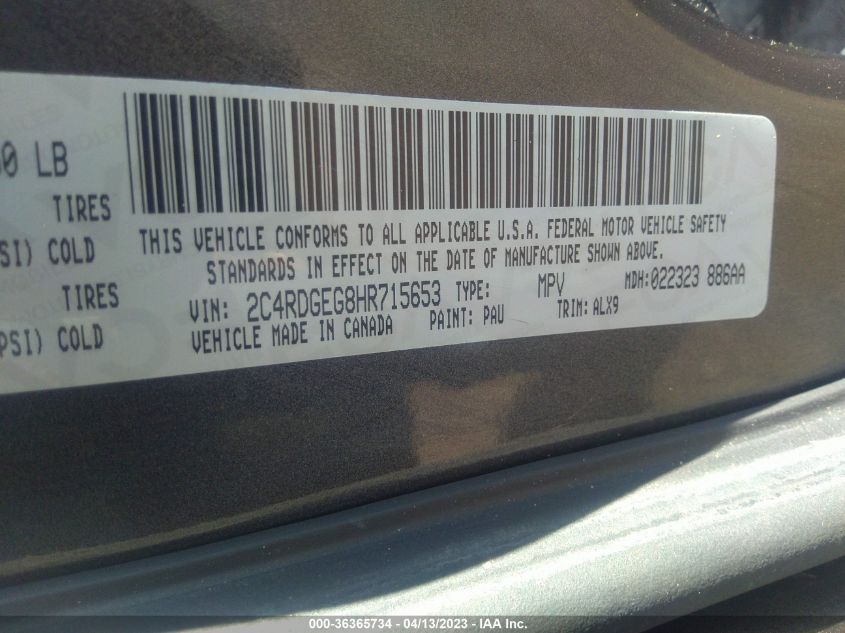 0 LB
TIRES
SI) COLD
TIRES
PSI) COLD
THIS VEHICLE CONFORMS TO ALL APPLICABLE U.S.A. FEDERAL MOTOR VEHICLE SAFETY
STANDARDS IN EFFECT ON THE DATE OF MANUFACTURE SHOWN ABOVE.
VIN: 2C4RDGEG8HR715653 TYPE: MPV MDH:022323 886AA
VEHICLE MADE IN CANADA PAINT: PAU TRIM: ALX9
000-36365734 - 04/13/2023 - IAA Inc.